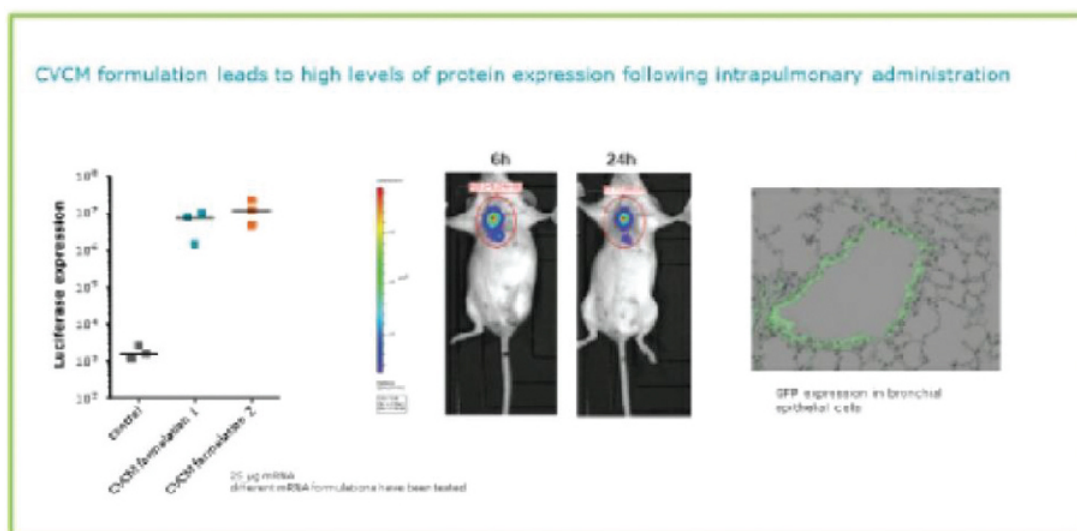 CVCM formulation leads to high levels of protein expression following intrapulmonary administration
6h
24h
Luciferase expression
10⁸
10⁷
10⁶
10⁵
10⁴
10³
10²
control
CVCM formulation 1
CVCM formulation 2
25 µg mRNA
different mRNA formulations have been tested
GFP expression in bronchial
epithelial cells